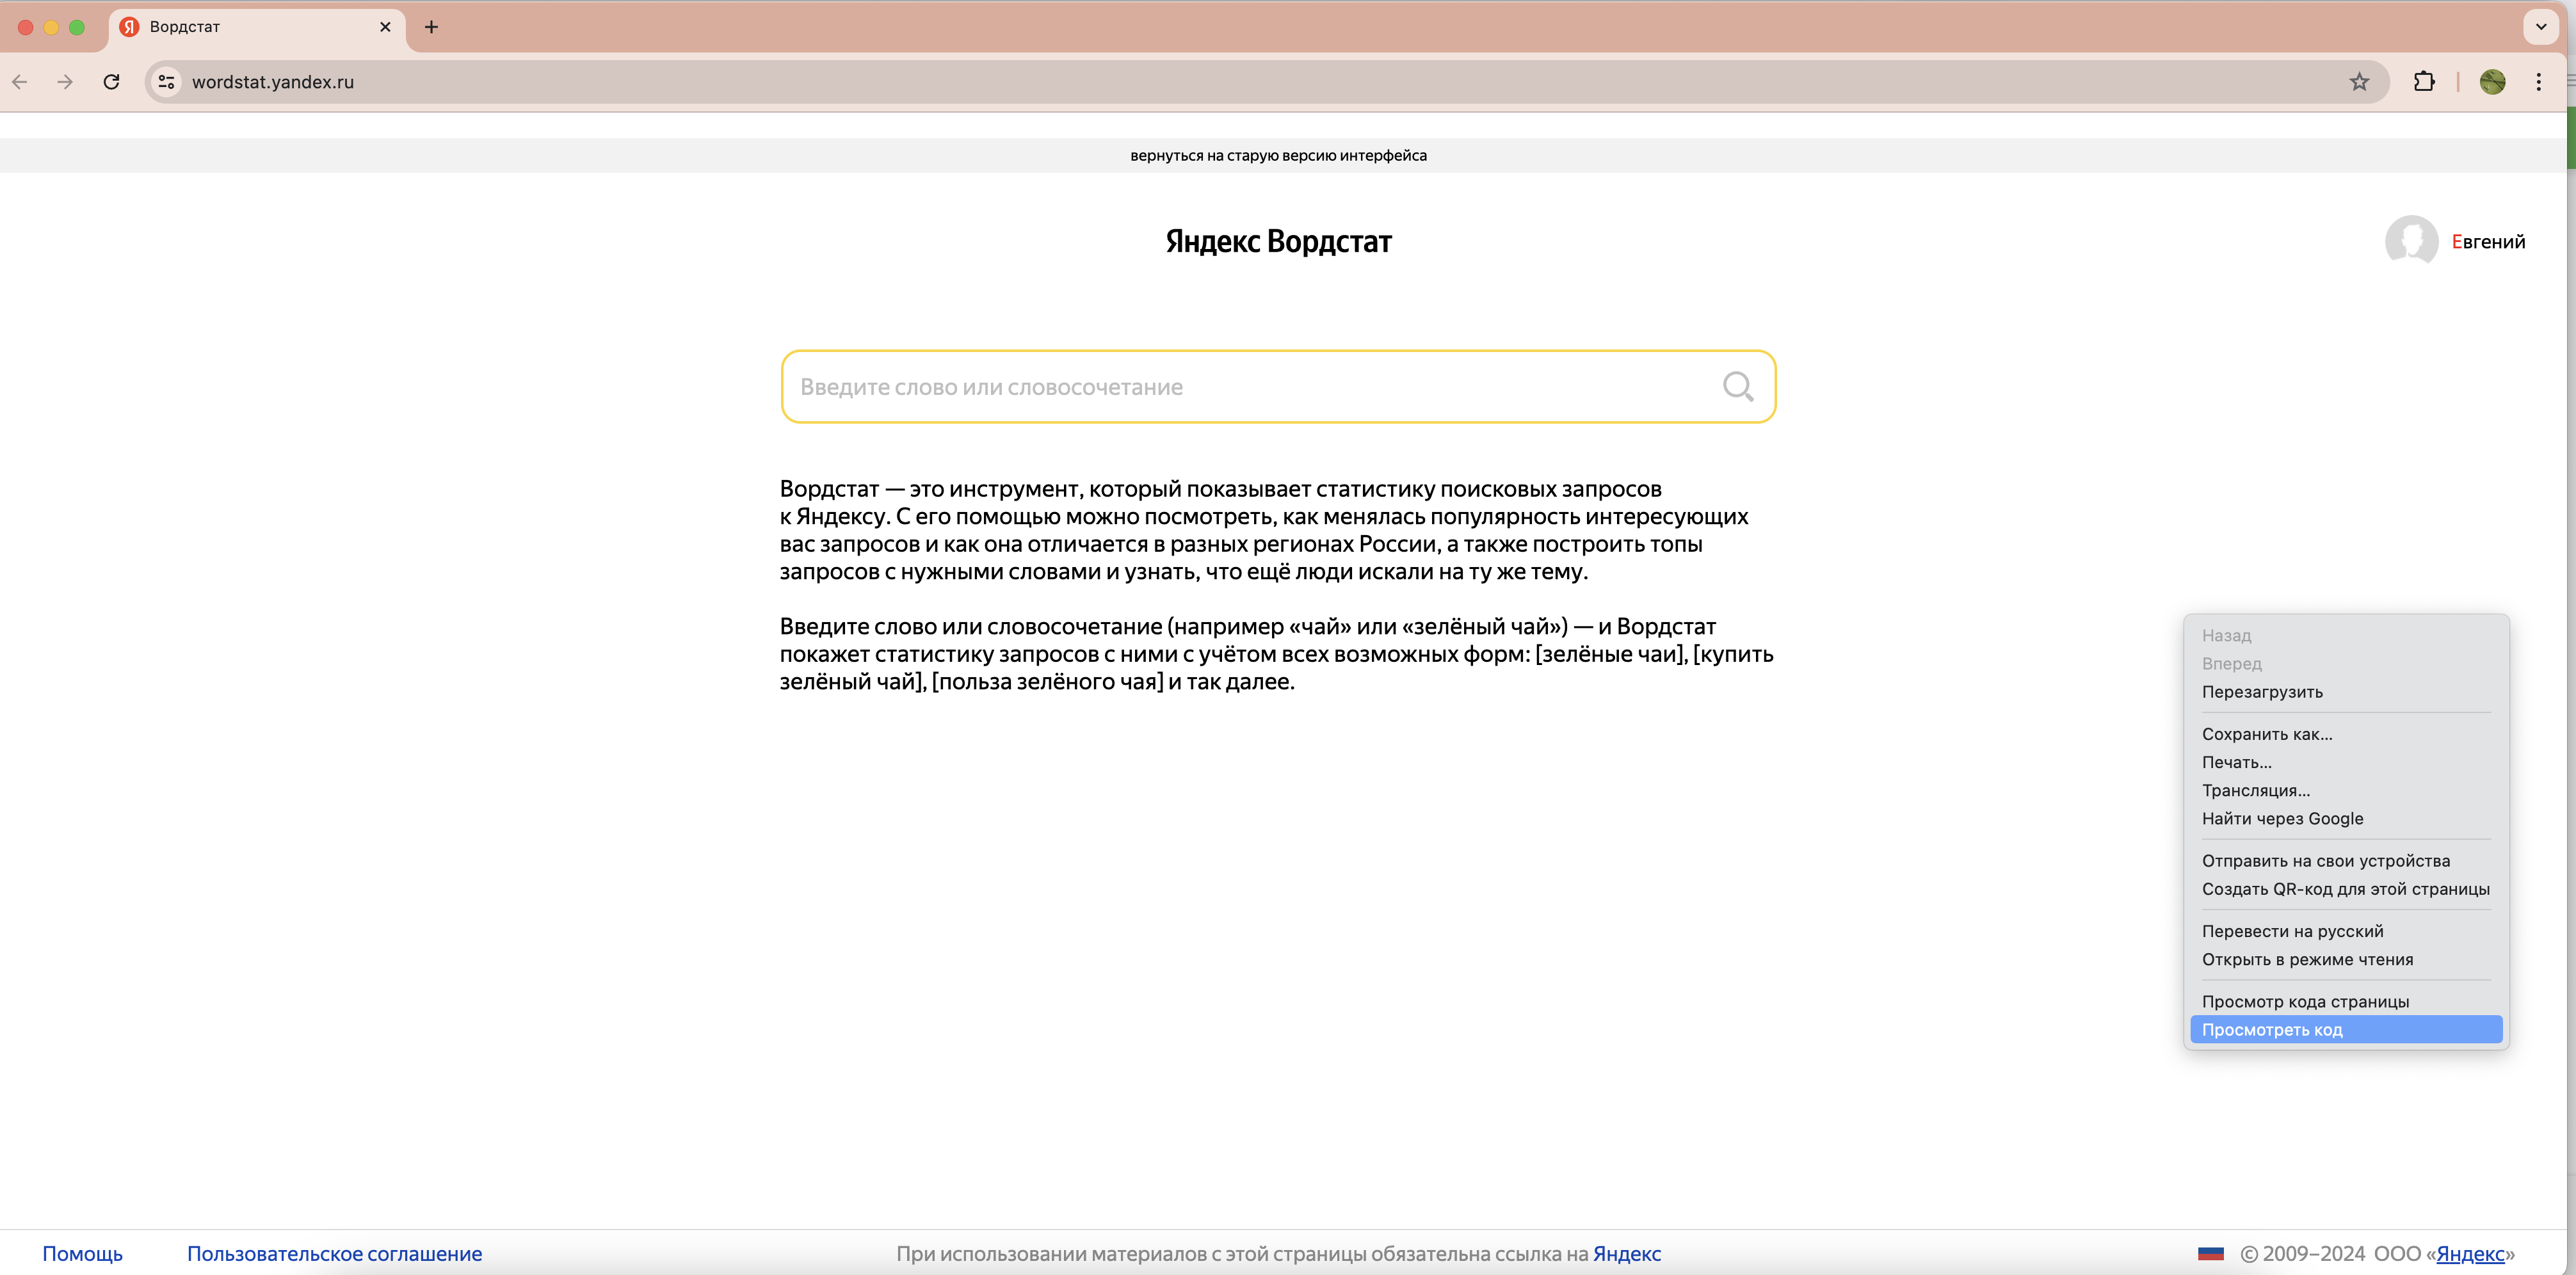 Вордстат
wordstat.yandex.ru
вернуться на старую версию интерфейса
Яндекс Вордстат
Евгений
Введите слово или словосочетание
Вордстат — это инструмент, который показывает статистику поисковых запросов
к Яндексу. С его помощью можно посмотреть, как менялась популярность интересующих
вас запросов и как она отличается в разных регионах России, а также построить топы
запросов с нужными словами и узнать, что ещё люди искали на ту же тему.
Введите слово или словосочетание (например «чай» или «зелёный чай») — и Вордстат
покажет статистику запросов с ними с учётом всех возможных форм: [зелёные чаи], [купить
зелёный чай], [польза зелёного чая] и так далее.
Назад
Вперед
Перезагрузить
Сохранить как...
Печать...
Трансляция...
Найти через Google
Отправить на свои устройства
Создать QR-код для этой страницы
Перевести на русский
Открыть в режиме чтения
Просмотр кода страницы
Просмотреть код
Помощь Пользовательское соглашение При использовании материалов с этой страницы обязательна ссылка на Яндекс © 2009–2024 ООО «Яндекс»